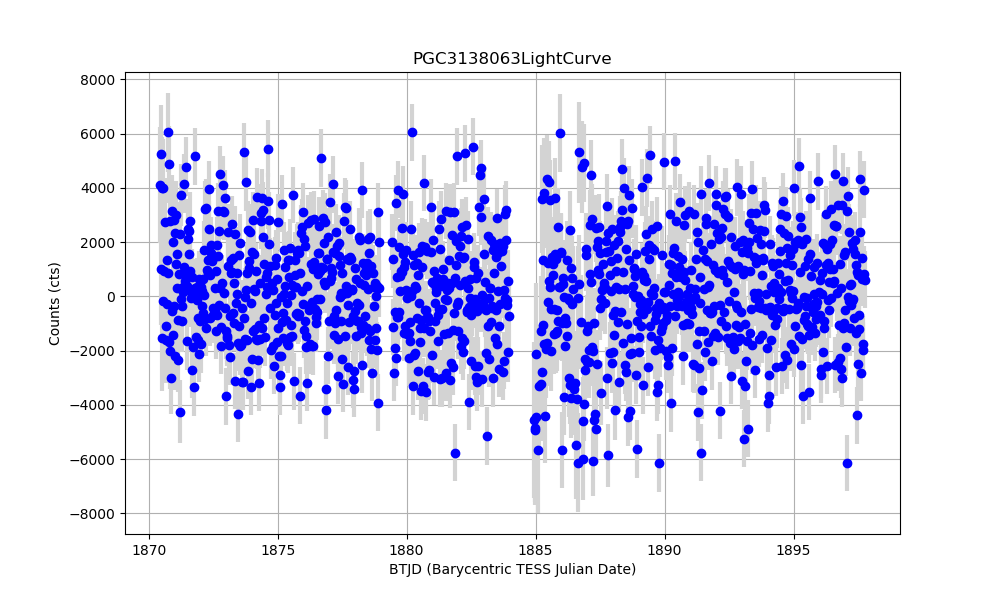 PGC3138063LightCurve
8000
6000
4000
2000
0
−2000
−4000
−6000
−8000
Counts (cts)
1870 1875 1880 1885 1890 1895
BTJD (Barycentric TESS Julian Date)